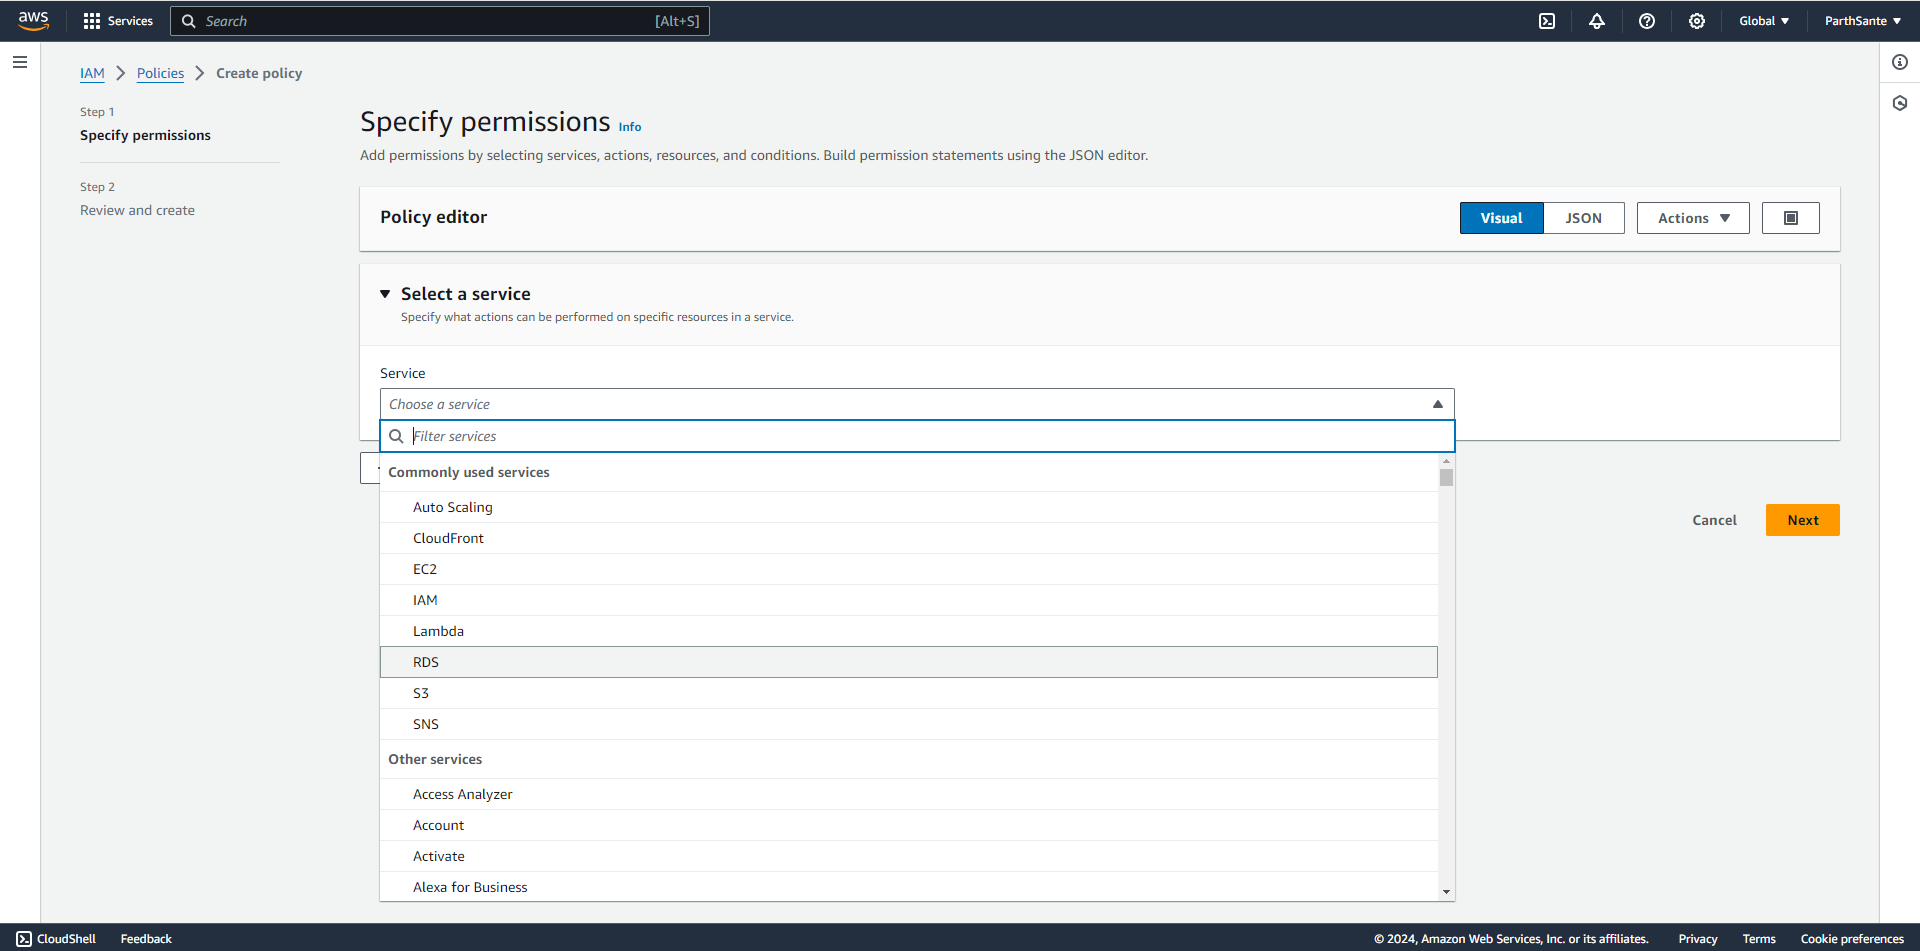 aws Services Search [Alt+S] Global ParthSante
IAM Policies Create policy
Step 1
Specify permissions
Step 2
Review and create
Specify permissions Info
Add permissions by selecting services, actions, resources, and conditions. Build permission statements using the JSON editor.
Policy editor Visual JSON Actions
Select a service
Specify what actions can be performed on specific resources in a service.
Service
Choose a service
Filter services
Commonly used services
Auto Scaling
CloudFront
EC2
IAM
Lambda
RDS
S3
SNS
Other services
Access Analyzer
Account
Activate
Alexa for Business
Cancel Next
CloudShell Feedback © 2024, Amazon Web Services, Inc. or its affiliates. Privacy Terms Cookie preferences